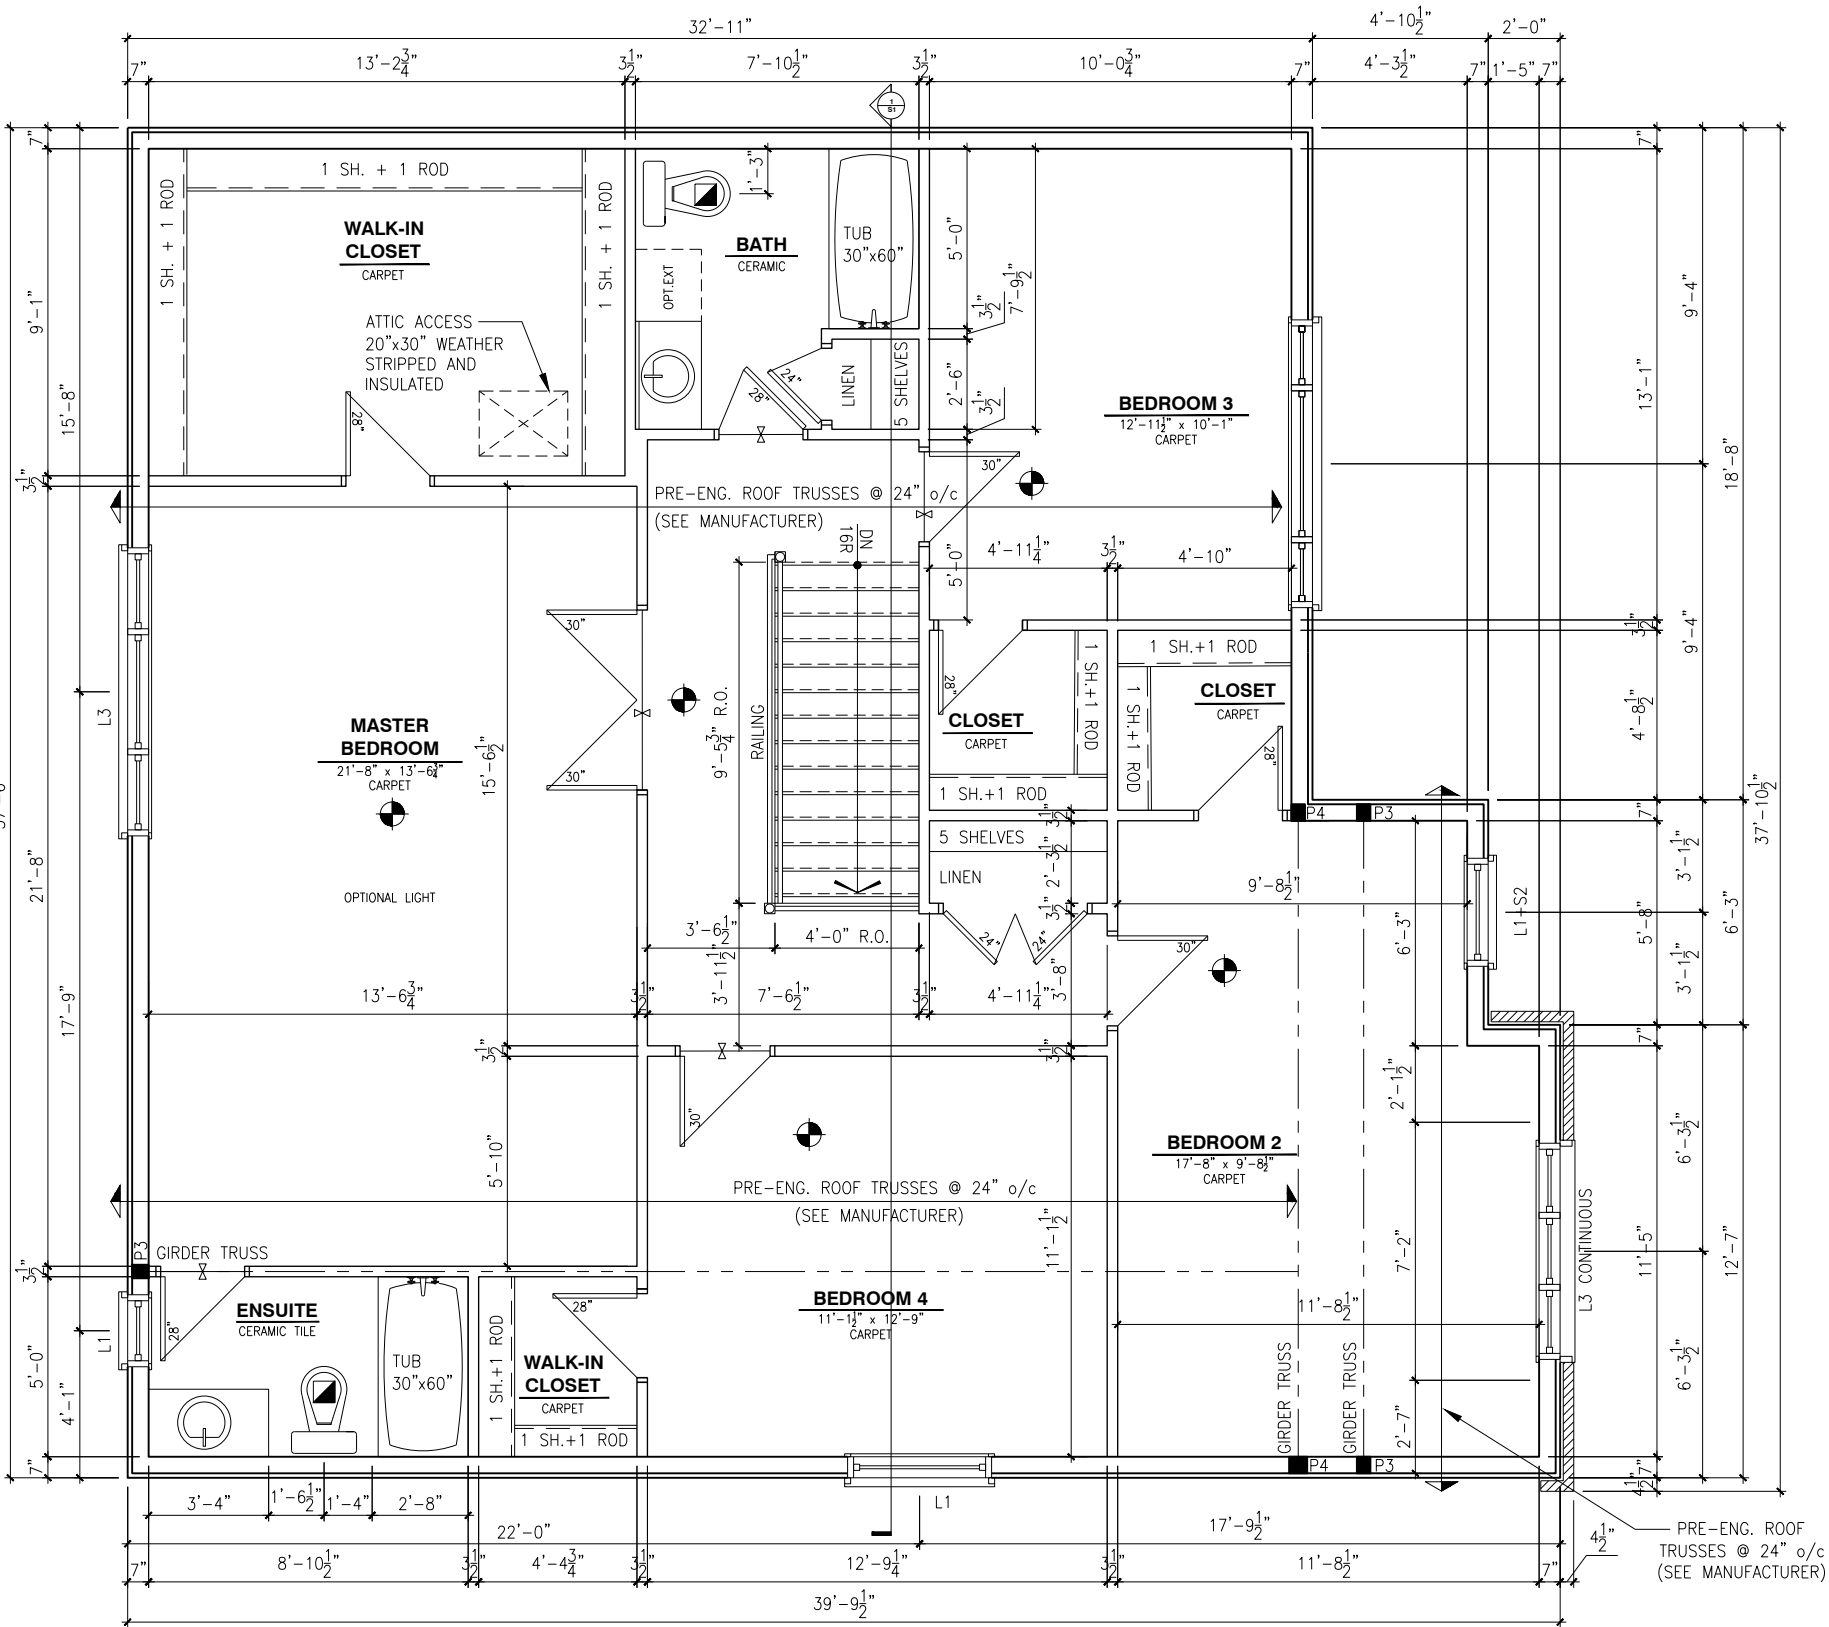 32'-11"
4'-10½"
2'-0"
7"
13'-2¾"
3½"
7'-10½"
3½"
10'-0¾"
7"
4'-3½"
7"
1'-5"
7"
1
S1
7"
9'-1"
15'-8"
3½"
L3
21'-8"
17'-9"
3½"
L1
5'-0"
4'-1"
7"
1 SH. + 1 ROD
1 SH. + 1 ROD
1 SH. + 1 ROD
WALK-IN
CLOSET
CARPET
ATTIC ACCESS
20"x30" WEATHER
STRIPPED AND
INSULATED
28"
1'-3"
BATH
CERAMIC
TUB
30"x60"
OPT.EXT
28"
24"
LINEN
5 SHELVES
5'-0"
3½"
7'-9½"
2'-6"
3½"
BEDROOM 3
12'-11½" x 10'-1"
CARPET
30"
PRE-ENG. ROOF TRUSSES @ 24" o/c
(SEE MANUFACTURER)
DN
16R
5'-0"
4'-11¼"
3½"
4'-10"
30"
30"
MASTER
BEDROOM
21'-8" x 13'-6¾"
CARPET
OPTIONAL LIGHT
15'-6½"
9'-5¾" R.O.
RAILING
28"
CLOSET
CARPET
1 SH.+1 ROD
1 SH.+1 ROD
1 SH.+1 ROD
1 SH.+1 ROD
CLOSET
CARPET
28"
P4
P3
3½"
5 SHELVES
LINEN
2'-3½"
3½"
24"
24"
3'-6½"
4'-0" R.O.
3'-11½"
9'-8½"
6'-3"
30"
13'-6¾"
3½"
7'-6½"
3½"
4'-11¼"
3'-8"
3½"
3½"
30"
2'-1½"
5'-10"
BEDROOM 2
17'-8" x 9'-8½"
CARPET
PRE-ENG. ROOF TRUSSES @ 24" o/c
(SEE MANUFACTURER)
11'-1½"
7'-2"
P3
GIRDER TRUSS
28"
ENSUITE
CERAMIC TILE
TUB
30"x60"
1 SH.+1 ROD
28"
WALK-IN
CLOSET
CARPET
1 SH.+1 ROD
BEDROOM 4
11'-1½" x 12'-9"
CARPET
11'-8½"
GIRDER TRUSS
GIRDER TRUSS
2'-7"
P4
P3
L1
7"
9'-4"
13'-1"
18'-8"
3½"
9'-4"
4'-8½"
37'-10½"
7"
3'-1½"
L1+S2
5'-8"
6'-3"
3'-1½"
7"
6'-3½"
L3 CONTINUOUS
11'-5"
12'-7"
6'-3½"
7"
4½"
3'-4"
1'-6½"
1'-4"
2'-8"
22'-0"
17'-9½"
7"
8'-10½"
3½"
4'-4¾"
3½"
12'-9¼"
3½"
11'-8½"
7"
4½"
PRE-ENG. ROOF
TRUSSES @ 24" o/c
(SEE MANUFACTURER)
39'-9½"